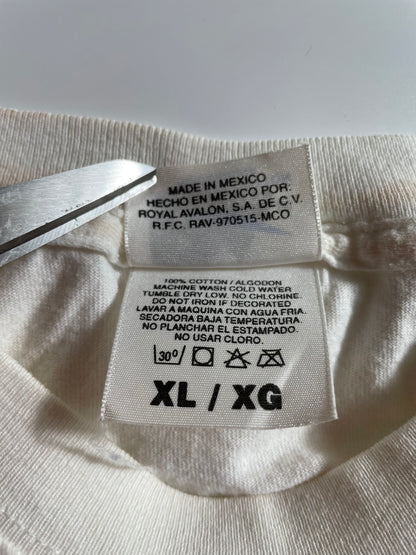 MADE IN MEXICO
HECHO EN MEXICO POR:
ROYAL AVALON, S.A. DE C.V.
R.F.C. RAV-970515-MCO
100% COTTON / ALGODON
MACHINE WASH COLD WATER
TUMBLE DRY LOW. NO CHLORINE.
DO NOT IRON IF DECORATED
LAVAR A MAQUINA CON AGUA FRIA.
SECADORA BAJA TEMPERATURA.
NO PLANCHAR EL ESTAMPADO.
NO USAR CLORO.
30°
XL / XG